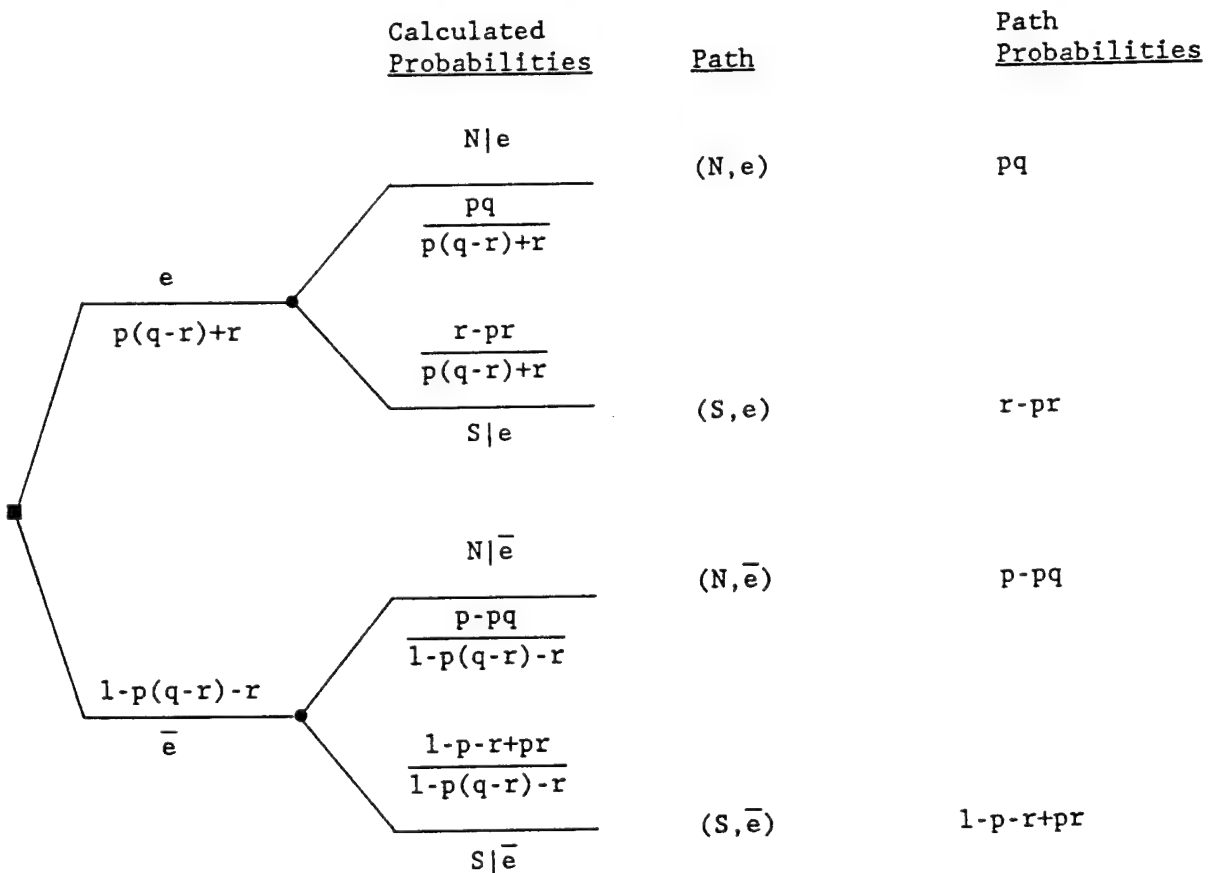 Calculated Probabilities
Path
Path Probabilities
N|e
pq
p(q-r)+r
(N,e)
pq
e
p(q-r)+r
r-pr
p(q-r)+r
S|e
(S,e)
r-pr
N|e̅
p-pq
1-p(q-r)-r
(N,e̅)
p-pq
1-p(q-r)-r
e̅
1-p-r+pr
1-p(q-r)-r
S|e̅
(S,e̅)
1-p-r+pr